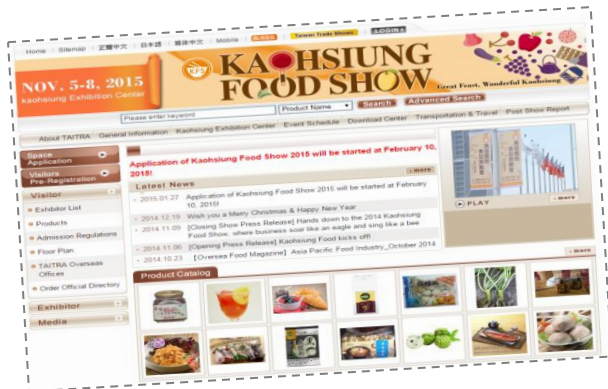 Home | Sitemap | 正體中文 | 日本語 | 简体中文 | Mobile | RSS | Taiwan Trade Shows | LOGIN
KFS
KAOHSIUNG
FOOD SHOW
NOV. 5-8, 2015
kaohsiung Exhibition Center
Great Feast, Wonderful Kaohsiung
Please enter keyword Product Name Search Advanced Search
About TAITRA General Information Kaohsiung Exhibition Center Event Schedule Download Center Transportation & Travel Post Show Report
Space
Application
Visitors
Pre-Registration
Visitor
Exhibitor List
Products
Admission Regulations
Floor Plan
TAITRA Overseas
Offices
Order Official Directory
Exhibitor
Media
Application of Kaohsiung Food Show 2015 will be started at February 10,
2015!
more
Latest News
2015.01.27 Application of Kaohsiung Food Show 2015 will be started at February
10, 2015!
2014.12.19 Wish you a Merry Christmas & Happy New Year
2014.11.09 [Closing Show Press Release] Hands down to the 2014 Kaohsiung
Food Show, where business soar like an eagle and sing like a bee
2014.11.06 [Opening Press Release] Kaohsiung Food kicks off!
2014.10.23 【Oversea Food Magazine】 Asia Pacific Food Industry_October 2014
PLAY
more
Product Catalog
more